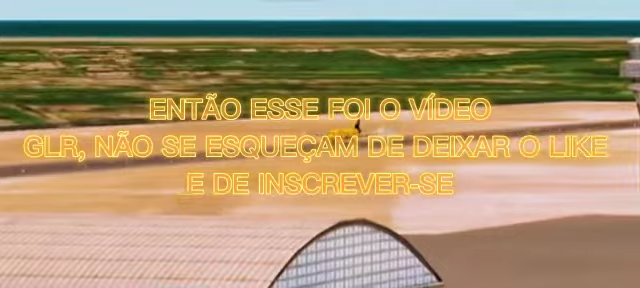 ENTÃO ESSE FOI O VÍDEO
GLR, NÃO SE ESQUEÇAM DE DEIXAR O LIKE
E DE INSCREVER-SE